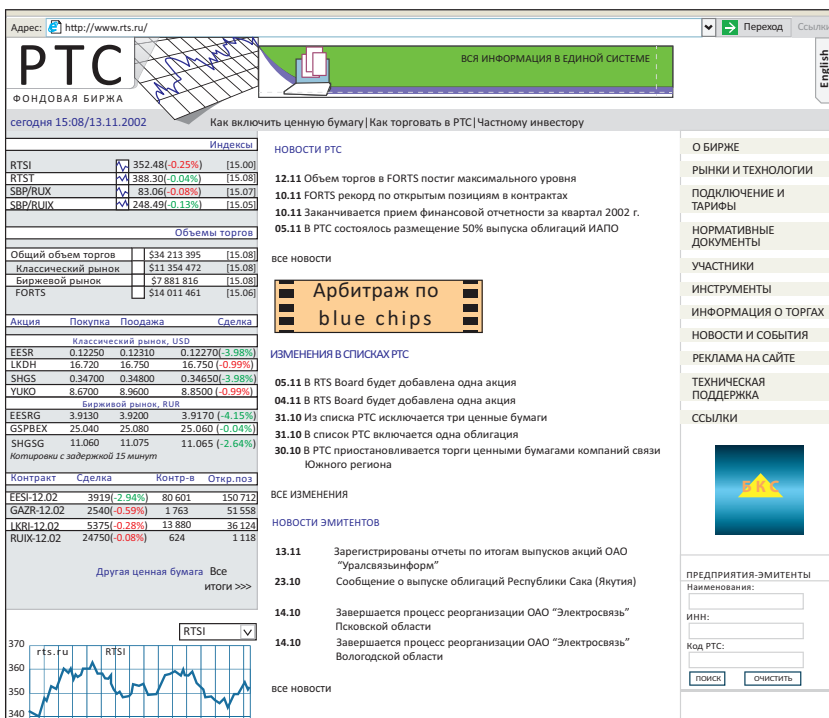 Адрес: http://www.rts.ru/ Переход Ссылки
РТС
ФОНДОВАЯ БИРЖА
ВСЯ ИНФОРМАЦИЯ В ЕДИНОЙ СИСТЕМЕ
English
сегодня 15:08/13.11.2002 Как включить ценную бумагу|Как торговать в РТС|Частному инвестору
Индексы
RTSI 352.48(-0.25%) [15.00]
RTST 388.30(-0.04%) [15.08]
SBP/RUX 83.06(-0.08%) [15.07]
SBP/RUIX 248.49(-0.13%) [15.05]
Объемы торгов
Общий объем торгов $34 213 395 [15.08]
Классический рынок $11 354 472 [15.08]
Биржевой рынок $7 881 816 [15.08]
FORTS $14 011 461 [15.06]
Акция Покупка Поодажа Сделка
Классический рынок, USD
EESR 0.12250 0.12310 0.12270(-3.98%)
LKDH 16.720 16.750 16.750 (-0.99%)
SHGS 0.34700 0.34800 0.34650(-3.98%)
YUKO 8.6700 8.9600 8.8500 (-0.99%)
Бирживой рынок, RUR
EESRG 3.9130 3.9200 3.9170 (-4.15%)
GSPBEX 25.040 25.080 25.060 (-0.04%)
SHGSG 11.060 11.075 11.065 (-2.64%)
Котировки с задержкой 15 минут
Контракт Сделка Контр-в Откр.поз
EESI-12.02 3919(-2.94%) 80 601 150 712
GAZR-12.02 2540(-0.59%) 1 763 51 558
LKRI-12.02 5375(-0.28%) 13 880 36 124
RUIX-12.02 24750(-0.08%) 624 1 118
Другая ценная бумага Все
итоги >>>
RTSI
rts.ru RTSI
370
360
350
340
НОВОСТИ РТС
12.11 Объем торгов в FORTS постиг максимального уровня
10.11 FORTS рекорд по открытым позициям в контрактах
10.11 Заканчивается прием финансовой отчетности за квартал 2002 г.
05.11 В РТС состоялось размещение 50% выпуска облигаций ИАПО
все новости
Арбитраж по
blue chips
ИЗМЕНЕНИЯ В СПИСКАХ РТС
05.11 В RTS Board будет добавлена одна акция
04.11 В RTS Board будет добавлена одна акция
31.10 Из списка РТС исключается три ценные бумаги
31.10 В список РТС включается одна облигация
30.10 В РТС приостановливается торги ценными бумагами компаний связи
Южного региона
ВСЕ ИЗМЕНЕНИЯ
НОВОСТИ ЭМИТЕНТОВ
13.11 Зарегистрированы отчеты по итогам выпусков акций ОАО
“Уралсвязьинформ”
23.10 Сообщение о выпуске облигаций Республики Сака (Якутия)
14.10 Завершается процесс реорганизации ОАО “Электросвязь”
Псковской области
14.10 Завершается процесс реорганизации ОАО “Электросвязь”
Вологодской области
все новости
О БИРЖЕ
РЫНКИ И ТЕХНОЛОГИИ
ПОДКЛЮЧЕНИЕ И
ТАРИФЫ
НОРМАТИВНЫЕ
ДОКУМЕНТЫ
УЧАСТНИКИ
ИНСТРУМЕНТЫ
ИНФОРМАЦИЯ О ТОРГАХ
НОВОСТИ И СОБЫТИЯ
РЕКЛАМА НА САЙТЕ
ТЕХНИЧЕСКАЯ
ПОДДЕРЖКА
ССЫЛКИ
БКС
ПРЕДПРИЯТИЯ-ЭМИТЕНТЫ
Наименования:
ИНН:
Код РТС:
ПОИСК ОЧИСТИТЬ